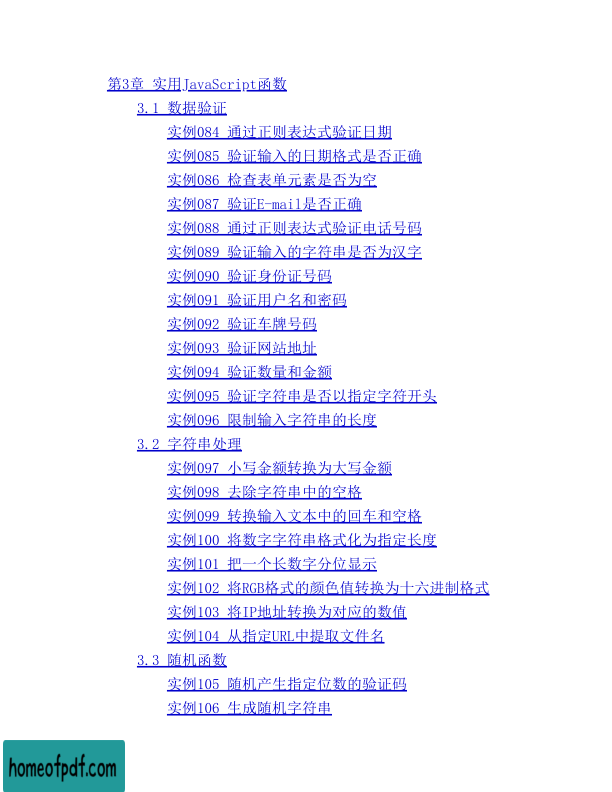 第3章 实用JavaScript函数
3.1 数据验证
实例084 通过正则表达式验证日期
实例085 验证输入的日期格式是否正确
实例086 检查表单元素是否为空
实例087 验证E-mail是否正确
实例088 通过正则表达式验证电话号码
实例089 验证输入的字符串是否为汉字
实例090 验证身份证号码
实例091 验证用户名和密码
实例092 验证车牌号码
实例093 验证网站地址
实例094 验证数量和金额
实例095 验证字符串是否以指定字符开头
实例096 限制输入字符串的长度
3.2 字符串处理
实例097 小写金额转换为大写金额
实例098 去除字符串中的空格
实例099 转换输入文本中的回车和空格
实例100 将数字字符串格式化为指定长度
实例101 把一个长数字分位显示
实例102 将RGB格式的颜色值转换为十六进制格式
实例103 将IP地址转换为对应的数值
实例104 从指定URL中提取文件名
3.3 随机函数
实例105 随机产生指定位数的验证码
实例106 生成随机字符串
homeofpdf.com